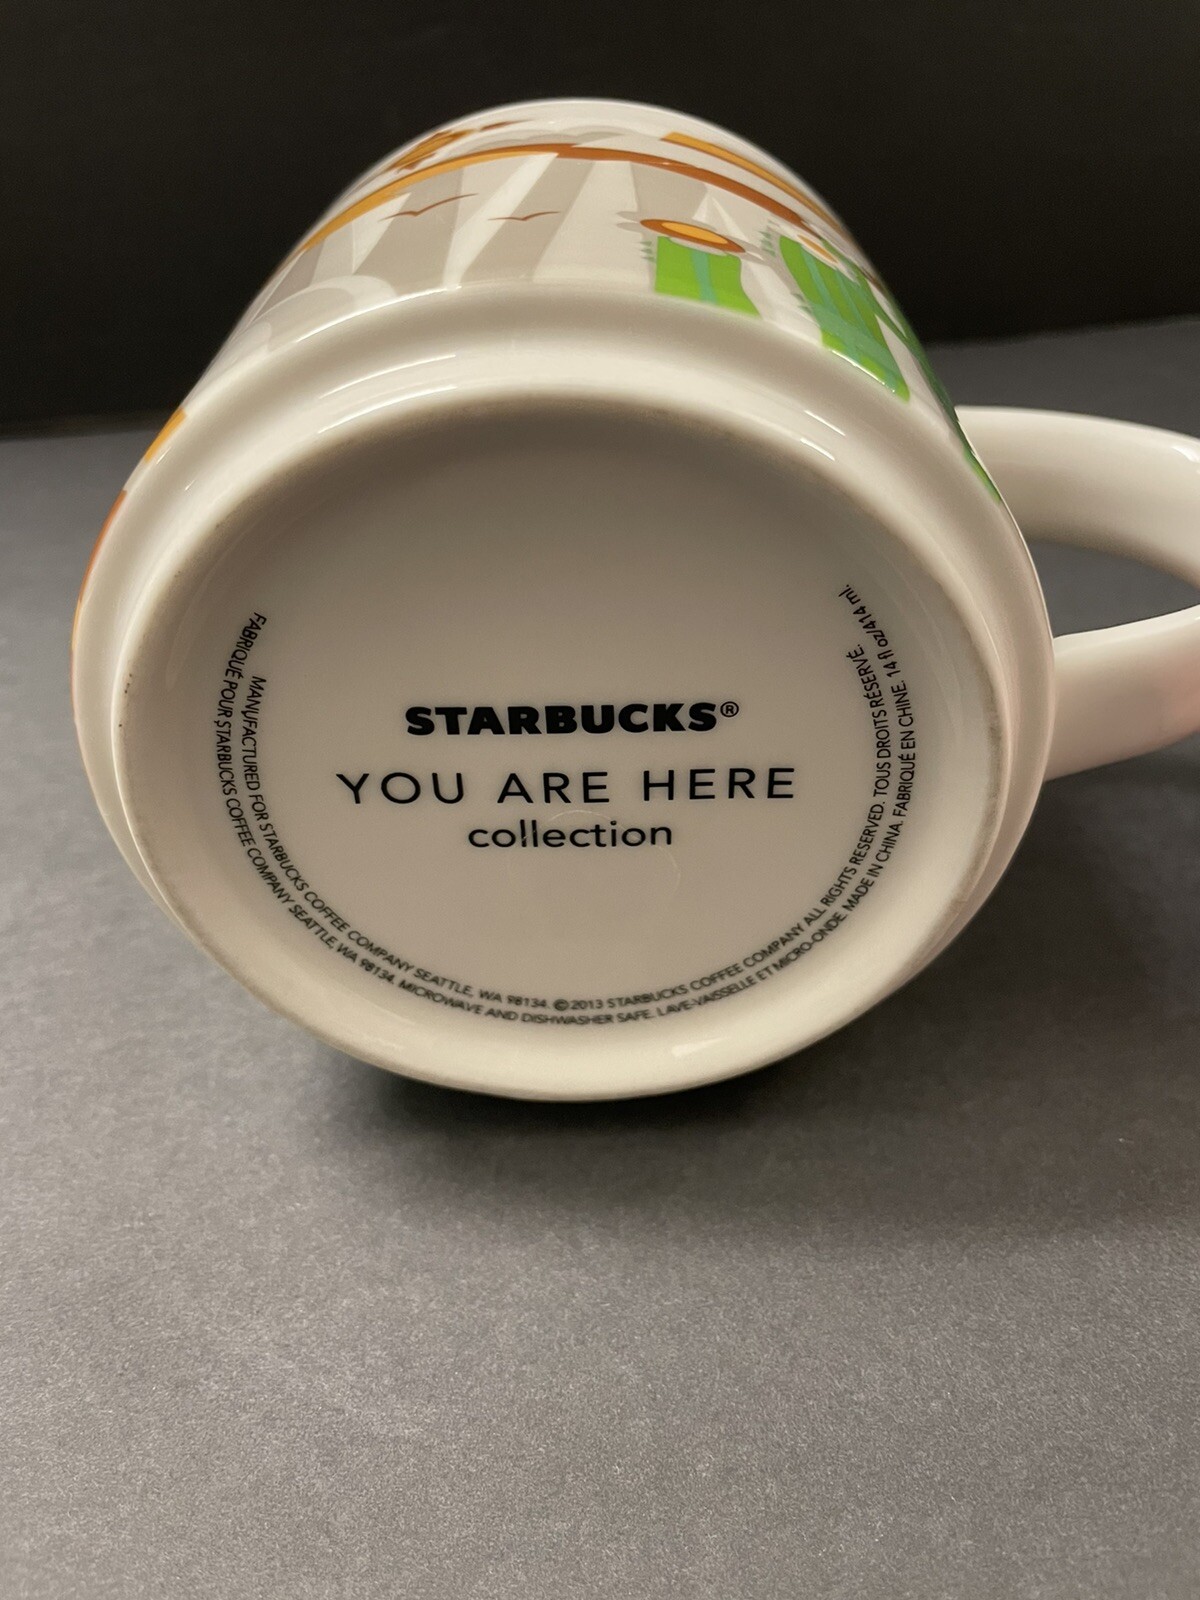 STARBUCKS®
YOU ARE HERE
collection
MANUFACTURED FOR STARBUCKS COFFEE COMPANY SEATTLE, WA 98134. ©2013 STARBUCKS COFFEE COMPANY ALL RIGHTS RESERVED. TOUS DROITS RÉSERVÉ.
FABRIQUÉ POUR STARBUCKS COFFEE COMPANY SEATTLE, WA 98134. MICROWAVE AND DISHWASHER SAFE. LAVE-VAISSELLE ET MICRO-ONDE. MADE IN CHINA. FABRIQUÉ EN CHINE. 14 fl oz/414 ml.